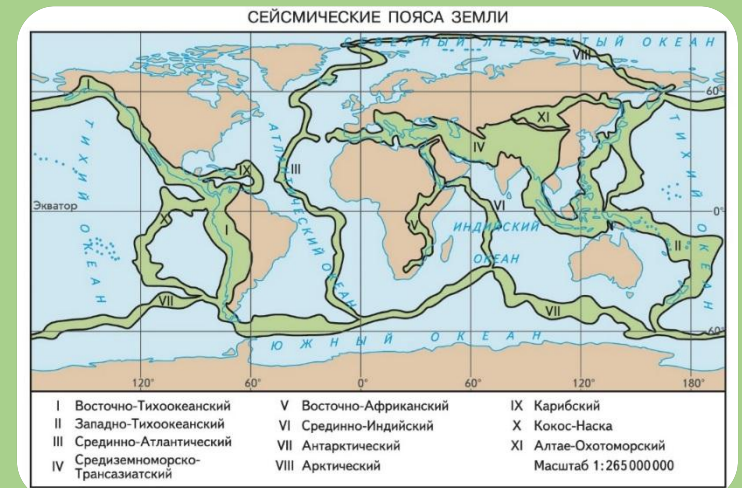 СЕЙСМИЧЕСКИЕ ПОЯСА ЗЕМЛИ
СЕВЕРНЫЙ ЛЕДОВИТЫЙ ОКЕАН
VIII
I
60°
XI
ТИХИЙ ОКЕАН
АТЛАНТИЧЕСКИЙ ОКЕАН
IV
ТИХИЙ ОКЕАН
IX
III
Экватор
VI
0°
X
I
V
ИНДИЙСКИЙ
ОКЕАН
II
VII
VII
60°
ЮЖНЫЙ ОКЕАН
120°
60°
0°
60°
120°
180°
I Восточно-Тихоокеанский
II Западно-Тихоокеанский
III Срединно-Атлантический
IV Средиземноморско-
Трансазиатский
V Восточно-Африканский
VI Срединно-Индийский
VII Антарктический
VIII Арктический
IX Карибский
X Кокос-Наска
XI Алтае-Охотоморский
Масштаб 1:265 000 000